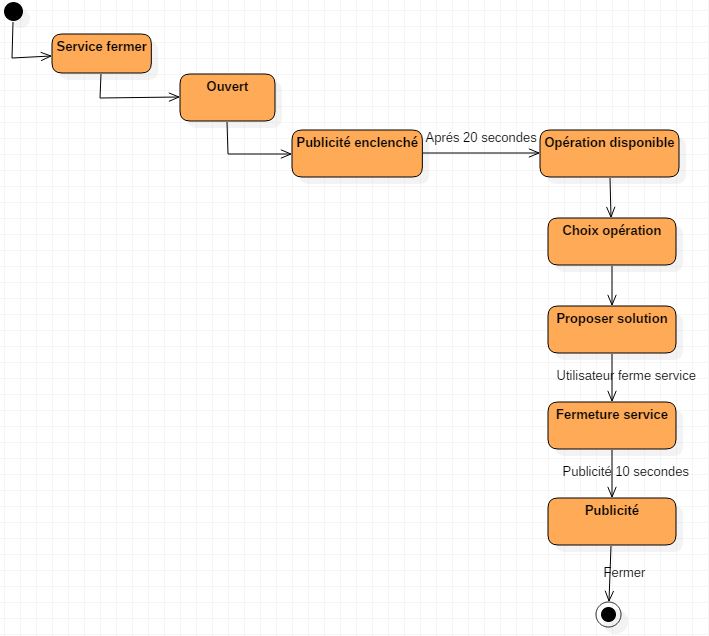 Service fermer
Ouvert
Publicité enclenché
Aprés 20 secondes
Opération disponible
Choix opération
Proposer solution
Utilisateur ferme service
Fermeture service
Publicité 10 secondes
Publicité
Fermer